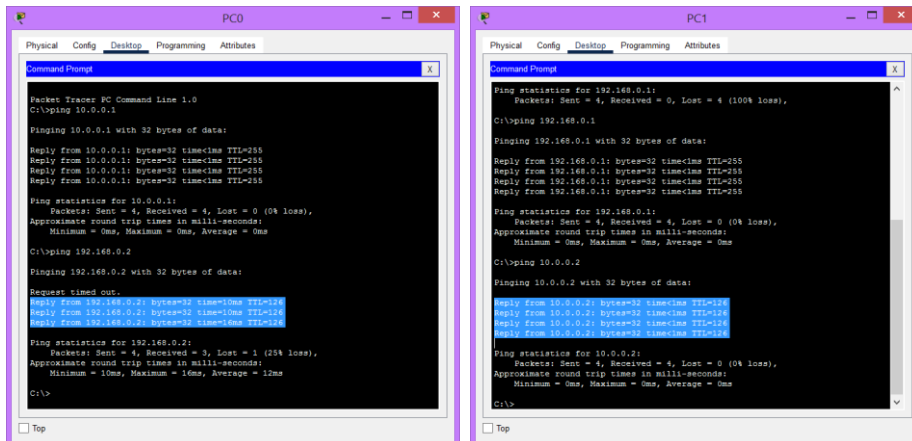 PC0
Physical Config Desktop Programming Attributes
Command Prompt X
Packet Tracer PC Command Line 1.0
C:\>ping 10.0.0.1
Pinging 10.0.0.1 with 32 bytes of data:
Reply from 10.0.0.1: bytes=32 time<1ms TTL=255
Reply from 10.0.0.1: bytes=32 time<1ms TTL=255
Reply from 10.0.0.1: bytes=32 time<1ms TTL=255
Reply from 10.0.0.1: bytes=32 time<1ms TTL=255
Ping statistics for 10.0.0.1:
Packets: Sent = 4, Received = 4, Lost = 0 (0% loss),
Approximate round trip times in milli-seconds:
Minimum = 0ms, Maximum = 0ms, Average = 0ms
C:\>ping 192.168.0.2
Pinging 192.168.0.2 with 32 bytes of data:
Request timed out.
Reply from 192.168.0.2: bytes=32 time=10ms TTL=126
Reply from 192.168.0.2: bytes=32 time=10ms TTL=126
Reply from 192.168.0.2: bytes=32 time=16ms TTL=126
Ping statistics for 192.168.0.2:
Packets: Sent = 4, Received = 3, Lost = 1 (25% loss),
Approximate round trip times in milli-seconds:
Minimum = 10ms, Maximum = 16ms, Average = 12ms
C:\>
Top
PC1
Physical Config Desktop Programming Attributes
Command Prompt X
Ping statistics for 192.168.0.1:
Packets: Sent = 4, Received = 0, Lost = 4 (100% loss),
C:\>ping 192.168.0.1
Pinging 192.168.0.1 with 32 bytes of data:
Reply from 192.168.0.1: bytes=32 time<1ms TTL=255
Reply from 192.168.0.1: bytes=32 time<1ms TTL=255
Reply from 192.168.0.1: bytes=32 time<1ms TTL=255
Reply from 192.168.0.1: bytes=32 time<1ms TTL=255
Ping statistics for 192.168.0.1:
Packets: Sent = 4, Received = 4, Lost = 0 (0% loss),
Approximate round trip times in milli-seconds:
Minimum = 0ms, Maximum = 0ms, Average = 0ms
C:\>ping 10.0.0.2
Pinging 10.0.0.2 with 32 bytes of data:
Reply from 10.0.0.2: bytes=32 time<1ms TTL=126
Reply from 10.0.0.2: bytes=32 time<1ms TTL=126
Reply from 10.0.0.2: bytes=32 time<1ms TTL=126
Reply from 10.0.0.2: bytes=32 time<1ms TTL=126
Ping statistics for 10.0.0.2:
Packets: Sent = 4, Received = 4, Lost = 0 (0% loss),
Approximate round trip times in milli-seconds:
Minimum = 0ms, Maximum = 0ms, Average = 0ms
C:\>
Top